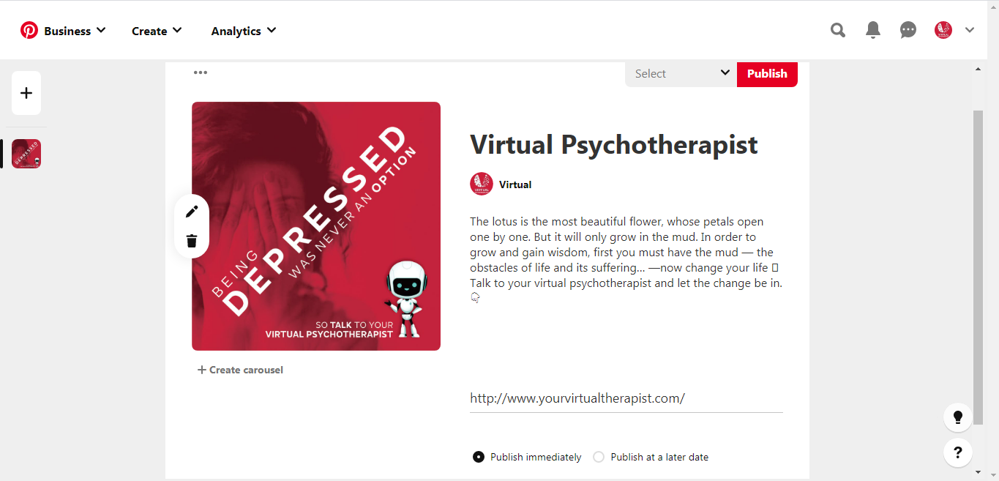 Business
Create
Analytics
Select
Publish
BEING
DEPRESSED
WAS NEVER AN OPTION
SO TALK TO YOUR
VIRTUAL PSYCHOTHERAPIST
Create carousel
Virtual Psychotherapist
Virtual
The lotus is the most beautiful flower, whose petals open
one by one. But it will only grow in the mud. In order to
grow and gain wisdom, first you must have the mud — the
obstacles of life and its suffering... —now change your life
Talk to your virtual psychotherapist and let the change be in.
http://www.yourvirtualtherapist.com/
Publish immediately
Publish at a later date
?